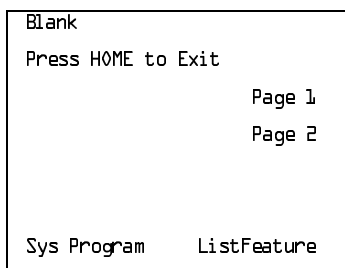 Blank
Press HOME to Exit
Page 1
Page 2
Sys Program ListFeature